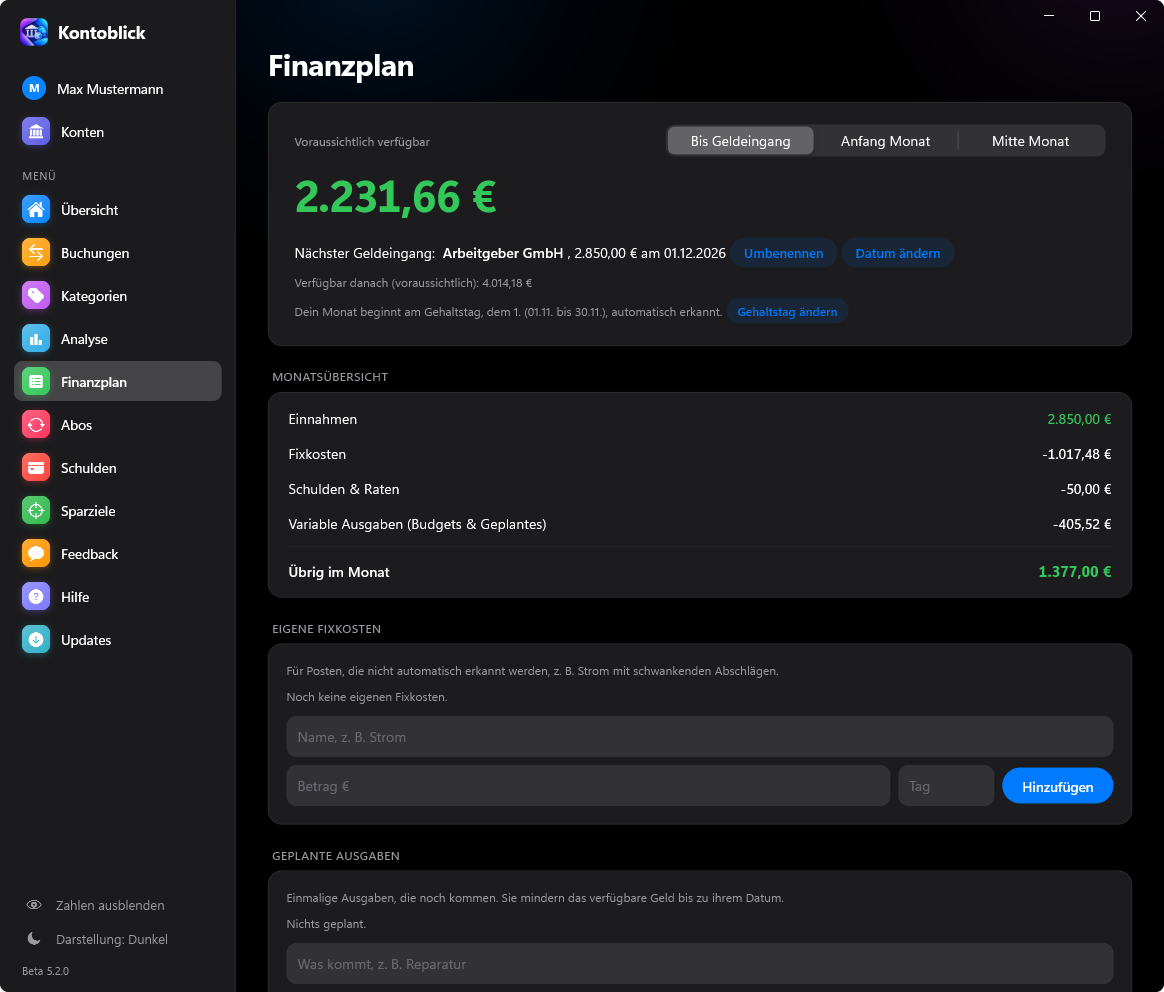 Kontoblick
M
Max Mustermann
Konten
MENÜ
Übersicht
Buchungen
Kategorien
Analyse
Finanzplan
Abos
Schulden
Sparziele
Feedback
? Hilfe
Updates
Zahlen ausblenden
Darstellung: Dunkel
Beta 5.2.0
Finanzplan
Voraussichtlich verfügbar
Bis Geldeingang Anfang Monat Mitte Monat
2.231,66 €
Nächster Geldeingang: Arbeitgeber GmbH , 2.850,00 € am 01.12.2026 Umbenennen Datum ändern
Verfügbar danach (voraussichtlich): 4.014,18 €
Dein Monat beginnt am Gehaltstag, dem 1. (01.11. bis 30.11.), automatisch erkannt. Gehaltstag ändern
MONATSÜBERSICHT
Einnahmen 2.850,00 €
Fixkosten -1.017,48 €
Schulden & Raten -50,00 €
Variable Ausgaben (Budgets & Geplantes) -405,52 €
Übrig im Monat 1.377,00 €
EIGENE FIXKOSTEN
Für Posten, die nicht automatisch erkannt werden, z. B. Strom mit schwankenden Abschlägen.
Noch keine eigenen Fixkosten.
Name, z. B. Strom
Betrag € Tag Hinzufügen
GEPLANTE AUSGABEN
Einmalige Ausgaben, die noch kommen. Sie mindern das verfügbare Geld bis zu ihrem Datum.
Nichts geplant.
Was kommt, z. B. Reparatur